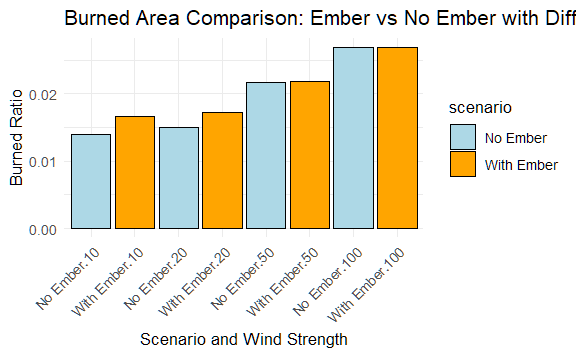 Burned Area Comparison: Ember vs No Ember with Diff
Burned Ratio
0.02
0.01
0.00
No Ember.10
With Ember.10
No Ember.20
With Ember.20
No Ember.50
With Ember.50
No Ember.100
With Ember.100
Scenario and Wind Strength
scenario
No Ember
With Ember